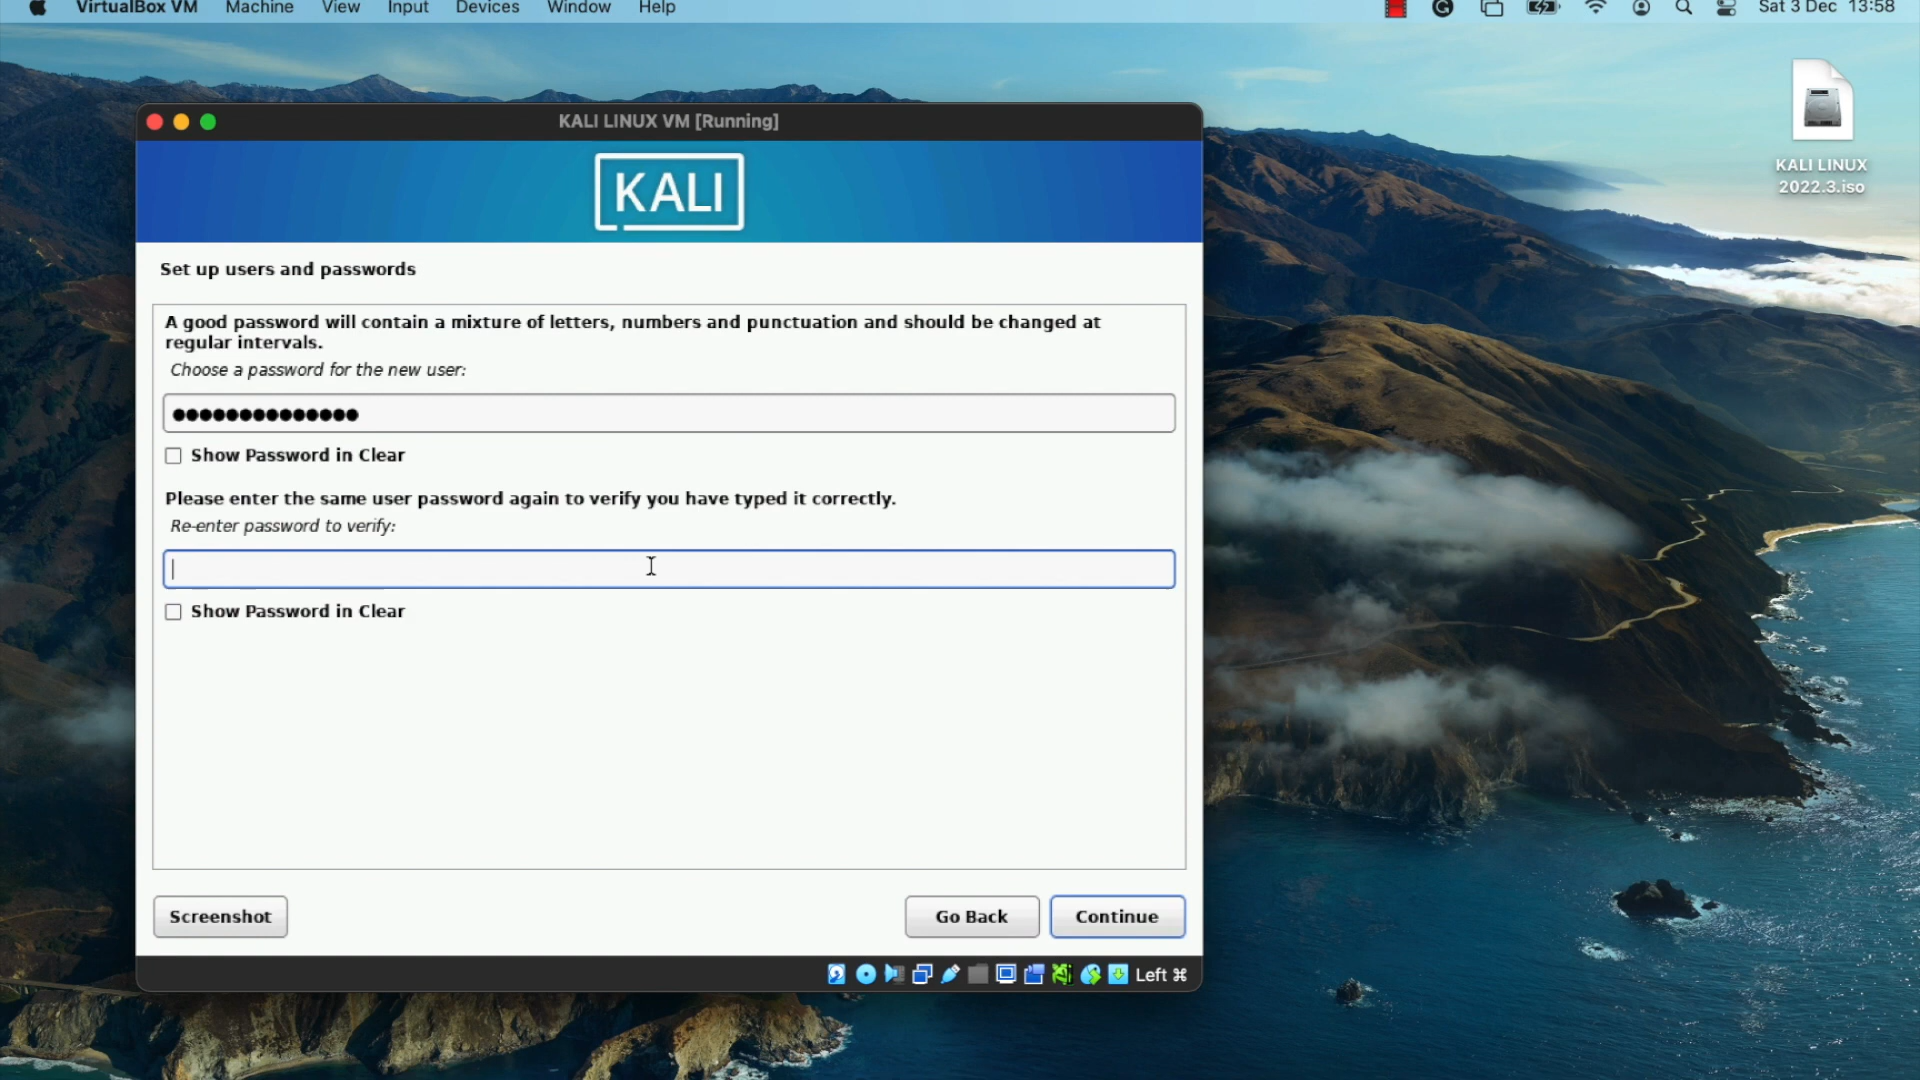 VirtualBox VM Machine View Input Devices Window Help Sat 3 Dec 13:58
KALI LINUX
2022.3.iso
KALI LINUX VM [Running]
KALI
Set up users and passwords
A good password will contain a mixture of letters, numbers and punctuation and should be changed at
regular intervals.
Choose a password for the new user:
●●●●●●●●●●●●●●
Show Password in Clear
Please enter the same user password again to verify you have typed it correctly.
Re-enter password to verify:
Show Password in Clear
Screenshot Go Back Continue
Left ⌘